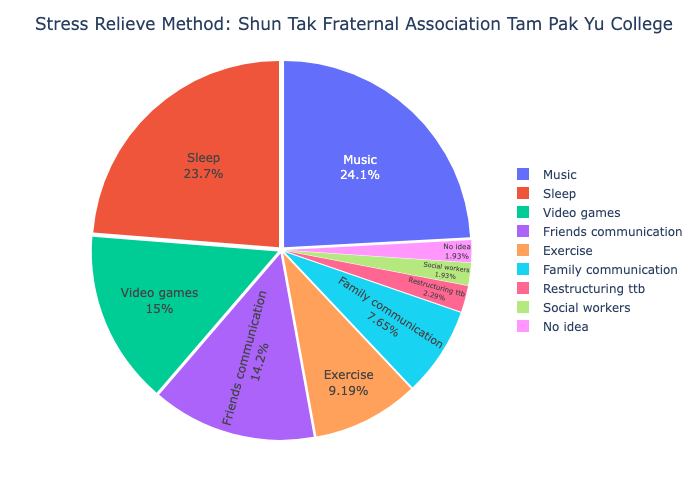 Stress Relieve Method: Shun Tak Fraternal Association Tam Pak Yu College
Music
24.1%
Sleep
23.7%
Video games
15%
Friends communication
14.2%
Exercise
9.19%
Family communication
7.65%
Restructuring ttb
2.29%
Social workers
1.93%
No idea
1.93%
Music
Sleep
Video games
Friends communication
Exercise
Family communication
Restructuring ttb
Social workers
No idea